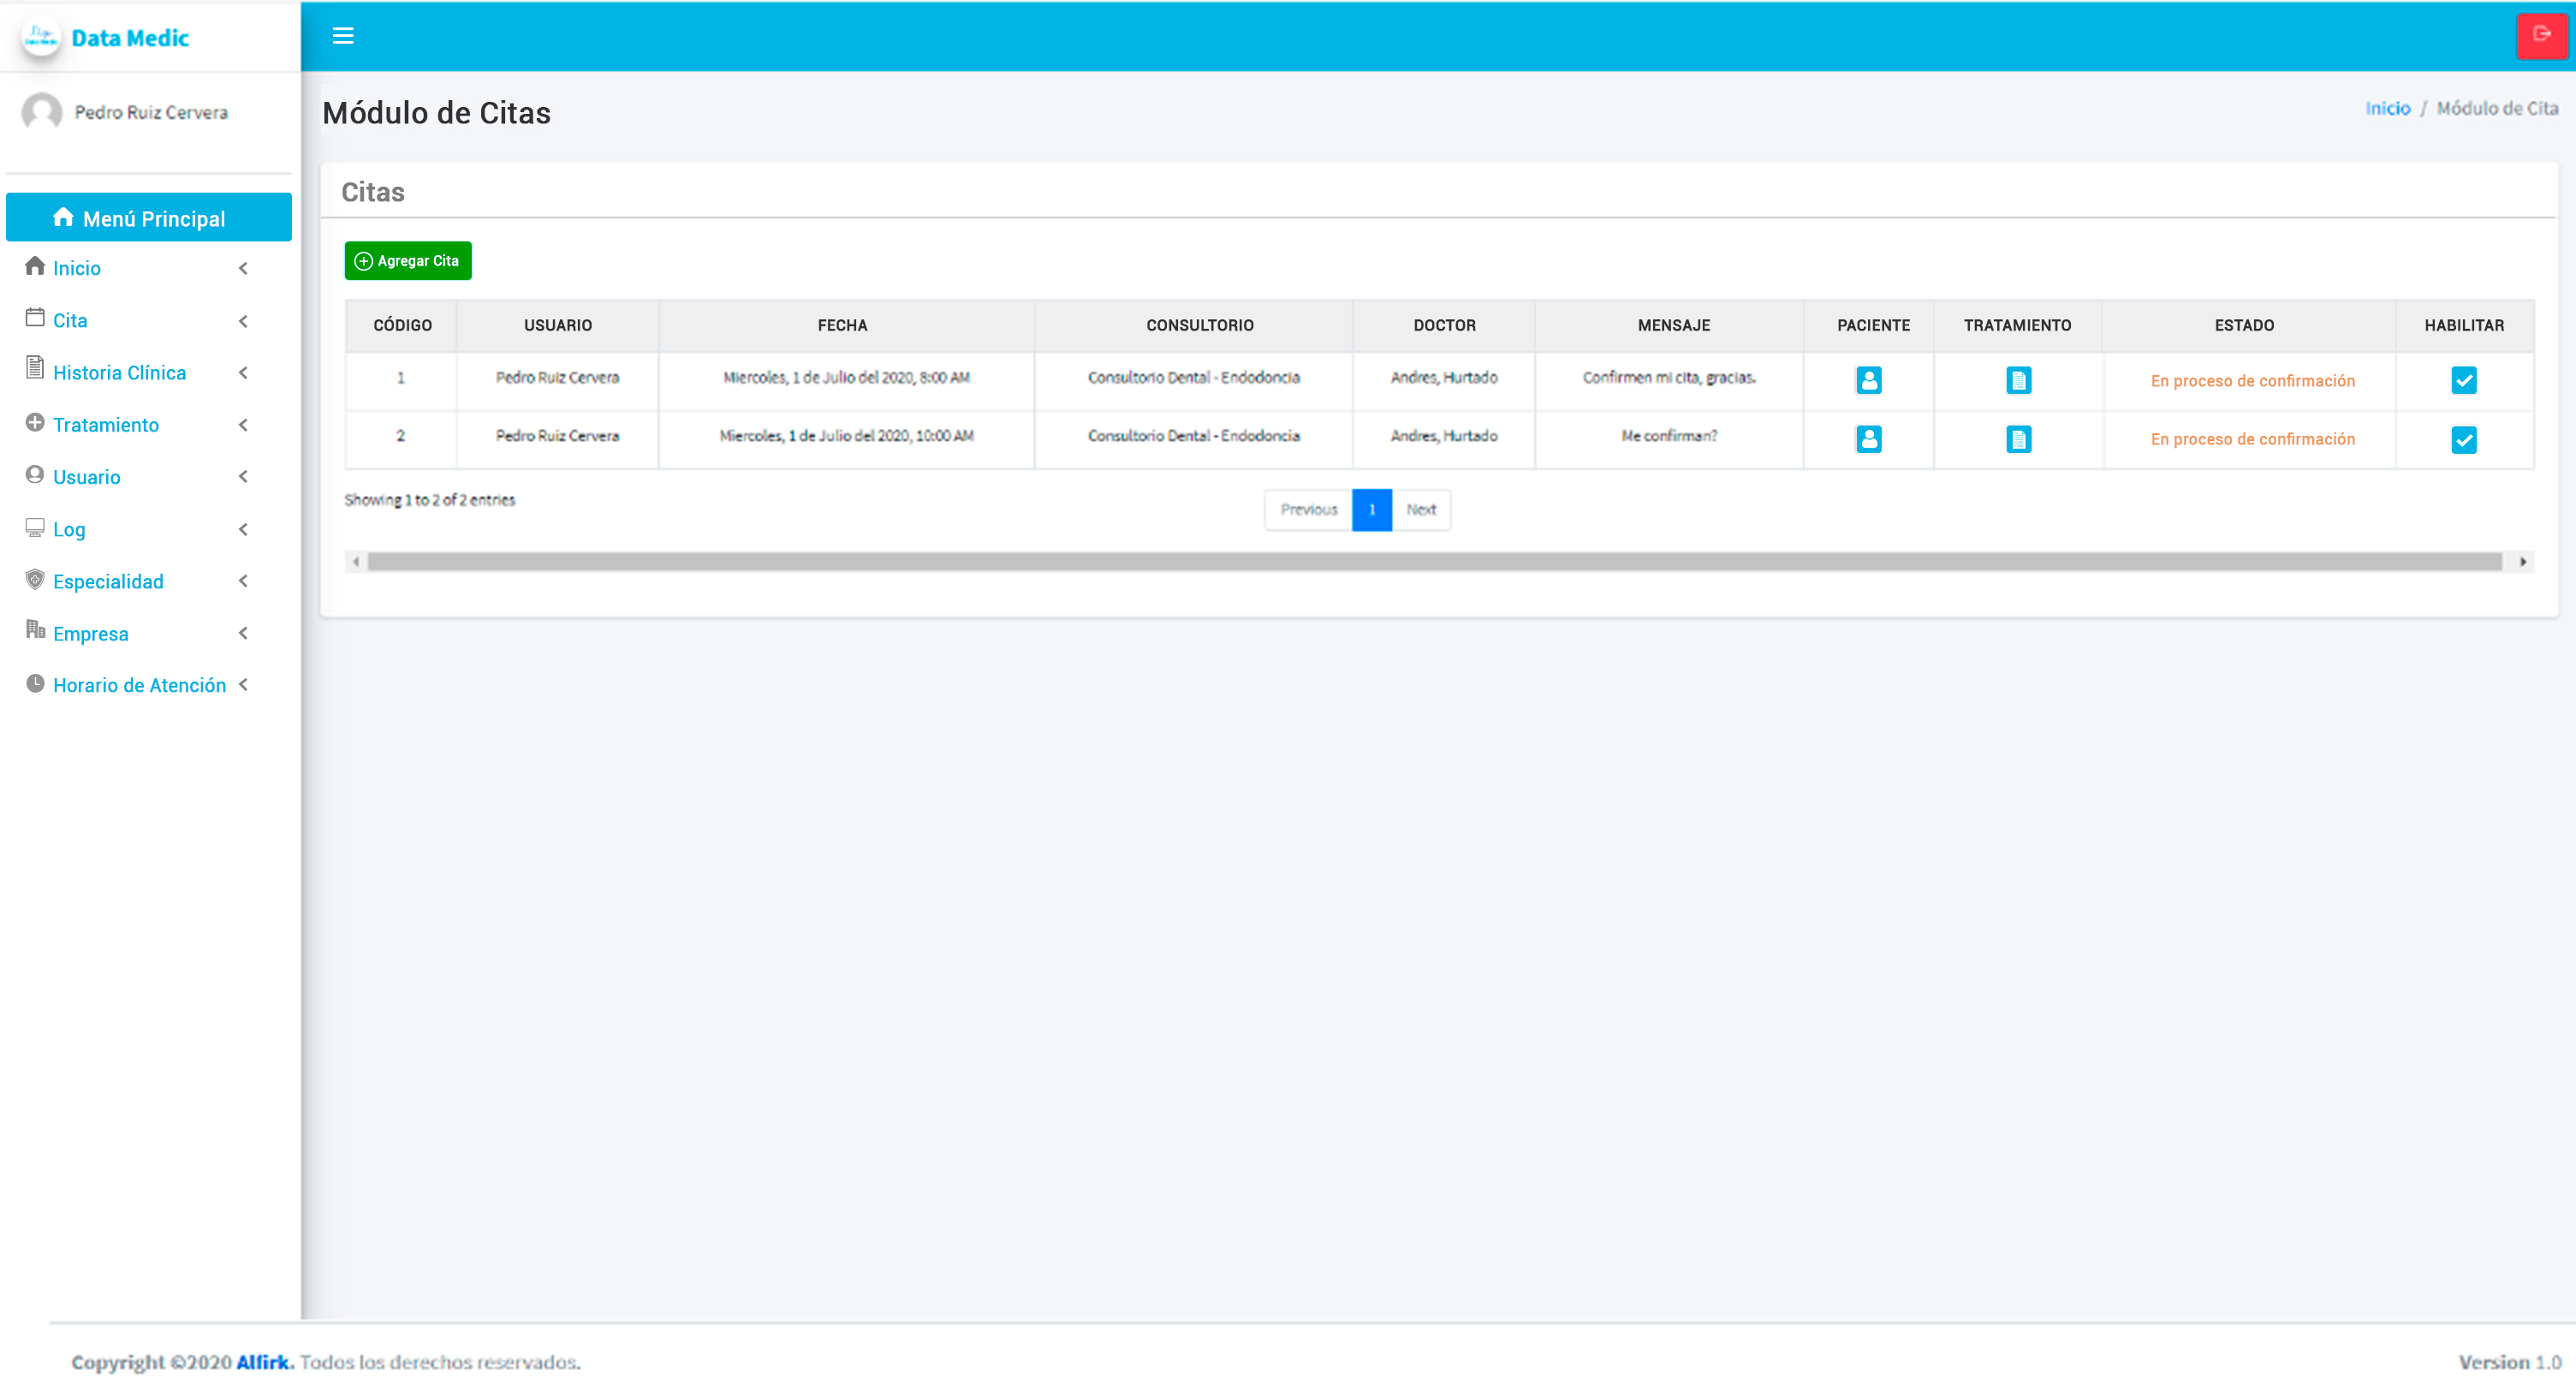 Data Medic
Pedro Ruiz Cervera
Menú Principal
Inicio
Cita
Historia Clínica
Tratamiento
Usuario
Log
Especialidad
Empresa
Horario de Atención
Módulo de Citas
Inicio / Módulo de Cita
Citas
Agregar Cita
CÓDIGO USUARIO FECHA CONSULTORIO DOCTOR MENSAJE PACIENTE TRATAMIENTO ESTADO HABILITAR
1 Pedro Ruiz Cervera Miercoles, 1 de Julio del 2020, 8:00 AM Consultorio Dental - Endodoncia Andres, Hurtado Confirmen mi cita, gracias. En proceso de confirmación
2 Pedro Ruiz Cervera Miercoles, 1 de Julio del 2020, 10:00 AM Consultorio Dental - Endodoncia Andres, Hurtado Me confirman? En proceso de confirmación
Showing 1 to 2 of 2 entries
Previous 1 Next
Copyright ©2020 Alfirk. Todos los derechos reservados.
Version 1.0